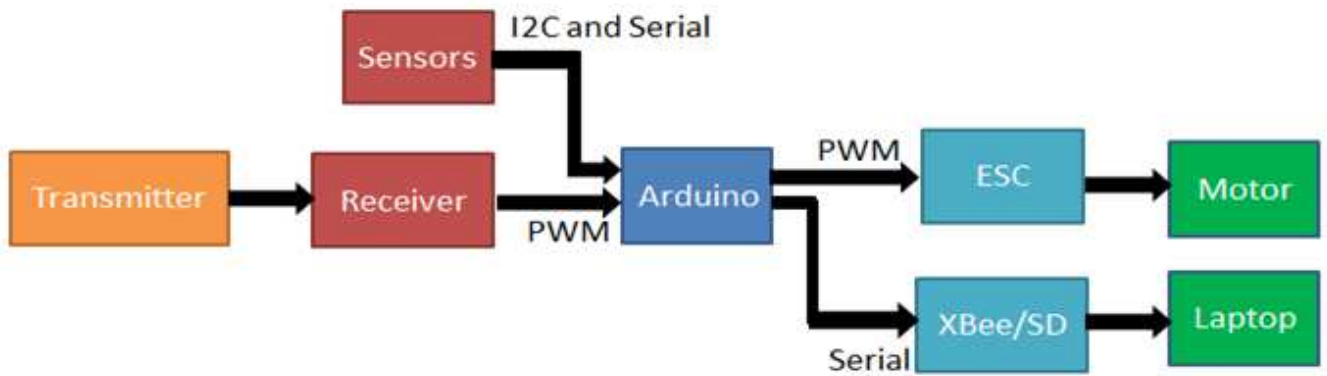 I2C and Serial
Sensors
Transmitter
Receiver
PWM
Arduino
PWM
ESC
Motor
XBee/SD
Serial
Laptop